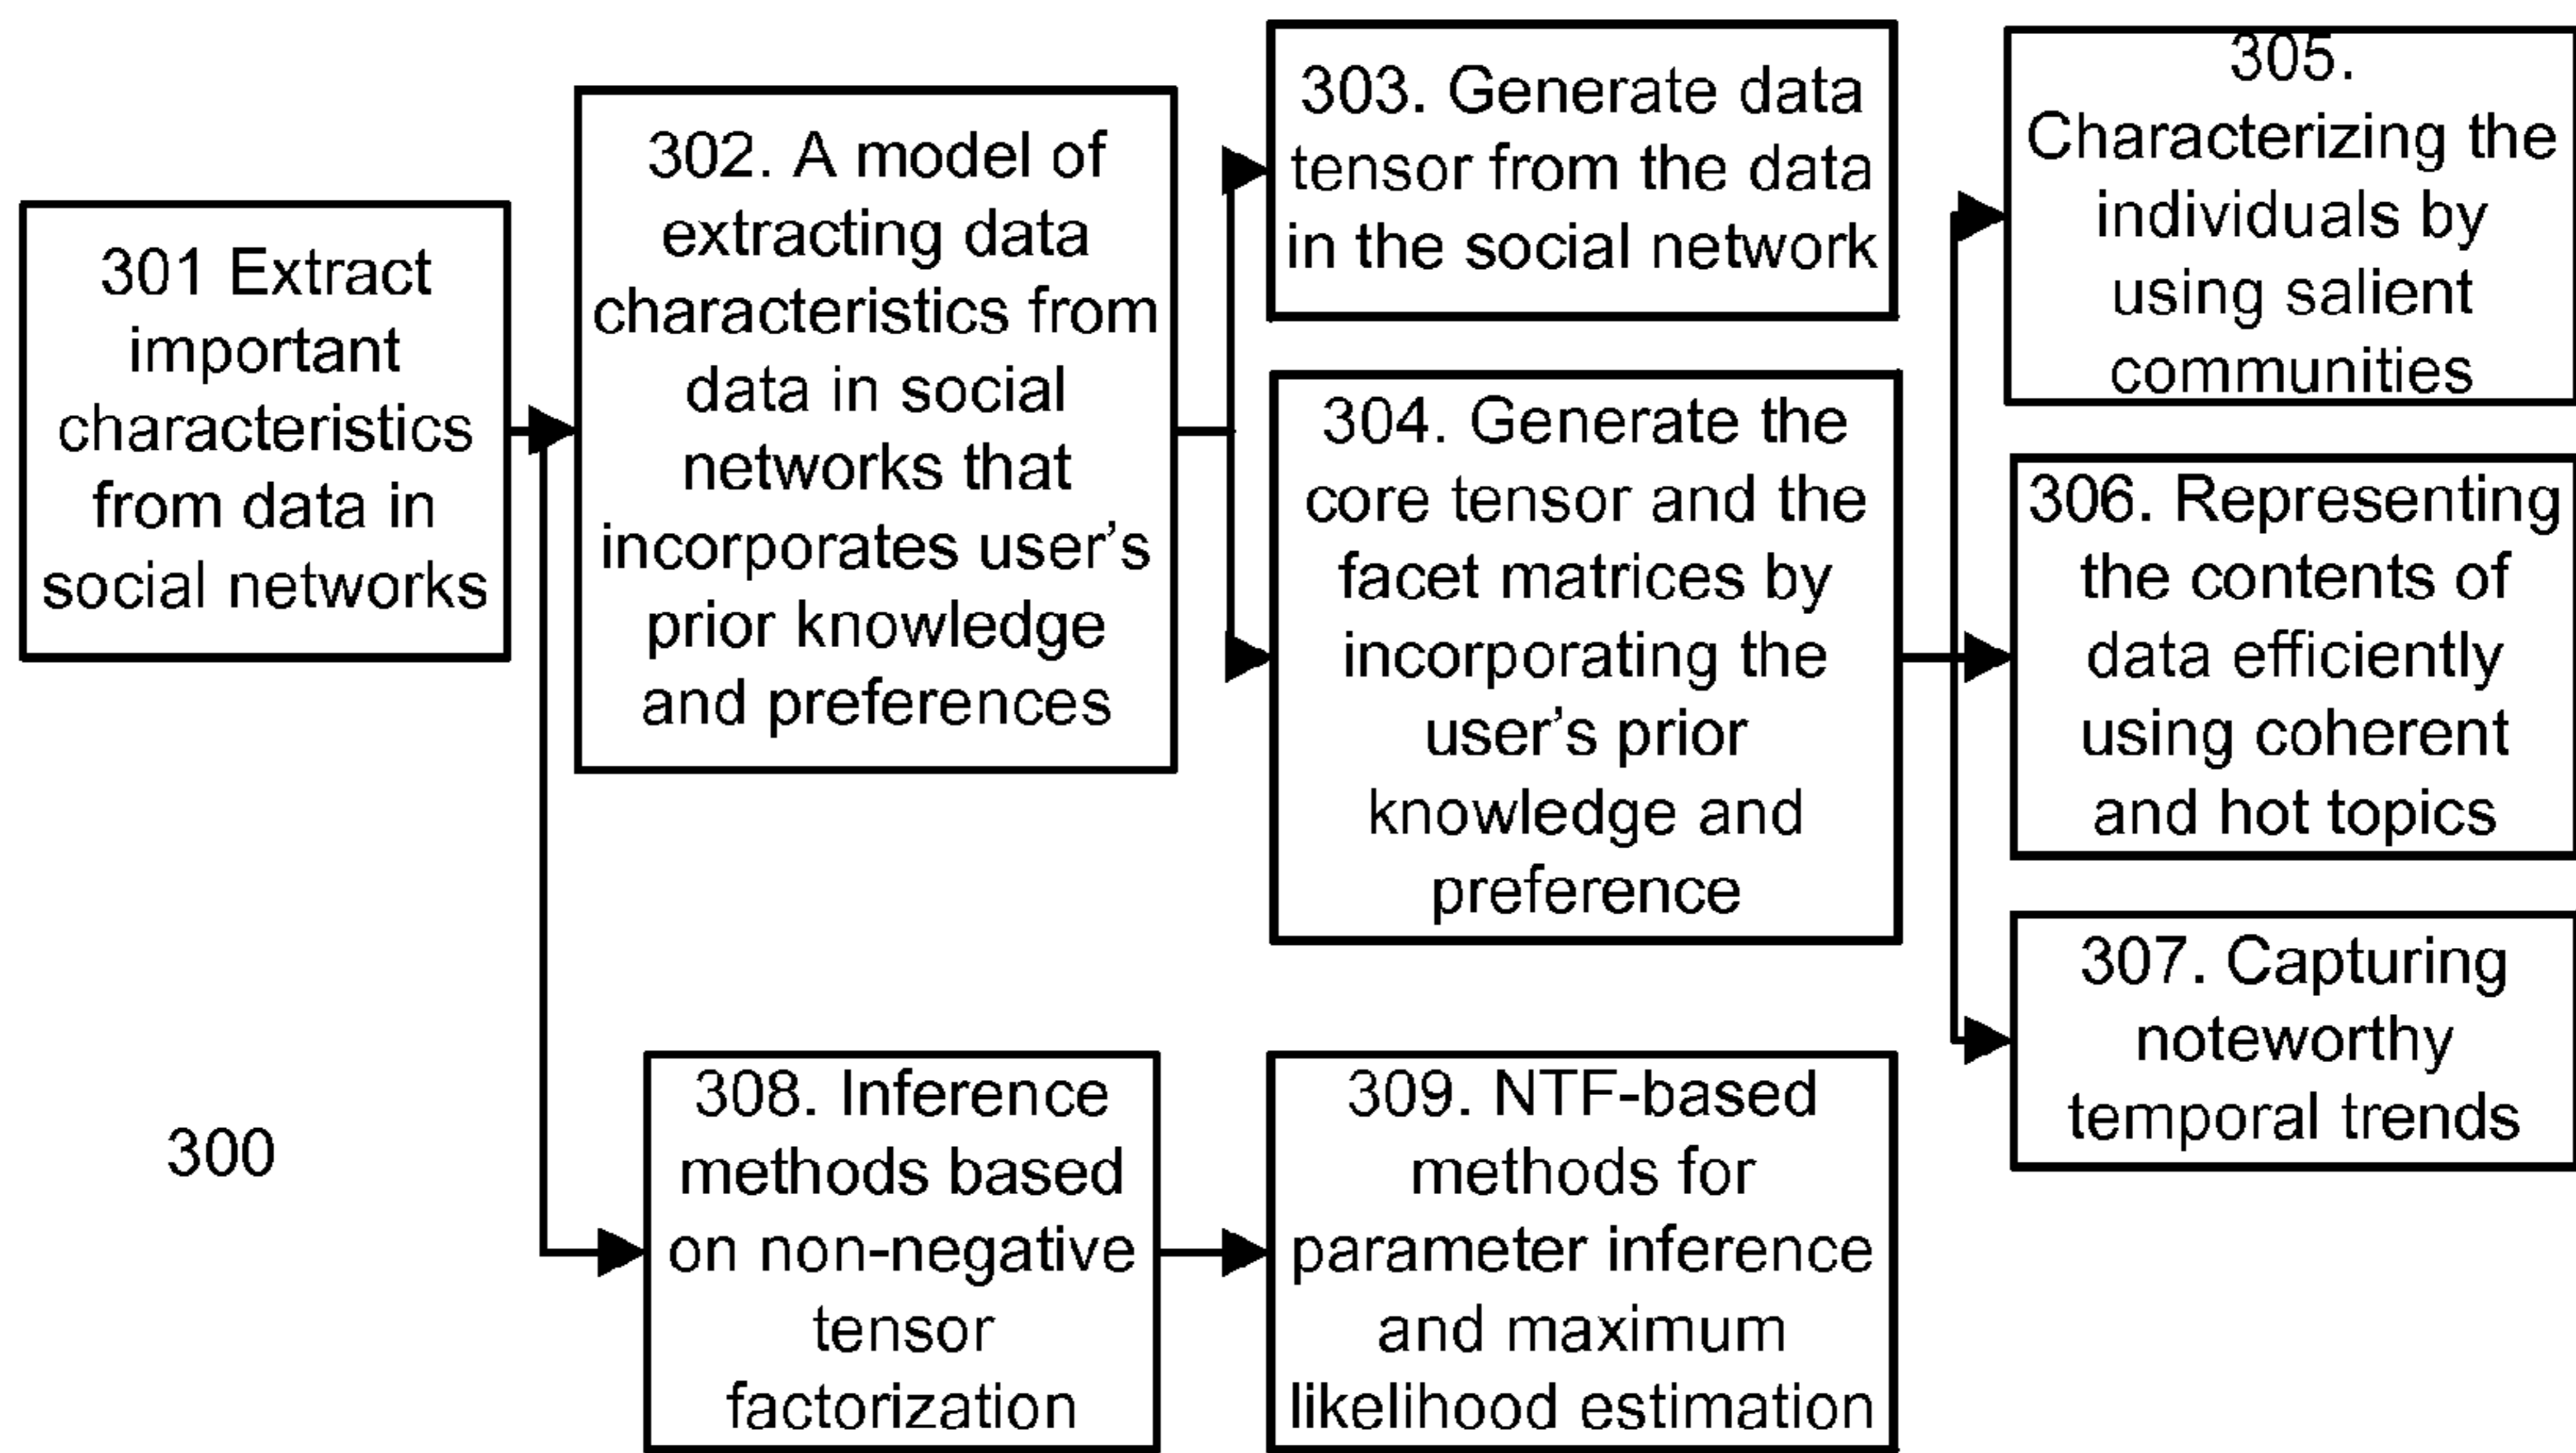 301 Extract
important
characteristics
from data in
social networks
302. A model of
extracting data
characteristics from
data in social
networks that
incorporates user’s
prior knowledge
and preferences
303. Generate data
tensor from the data
in the social network
304. Generate the
core tensor and the
facet matrices by
incorporating the
user’s prior
knowledge and
preference
305.
Characterizing the
individuals by
using salient
communities
306. Representing
the contents of
data efficiently
using coherent
and hot topics
307. Capturing
noteworthy
temporal trends
308. Inference
methods based
on non-negative
tensor
factorization
309. NTF-based
methods for
parameter inference
and maximum
likelihood estimation
300